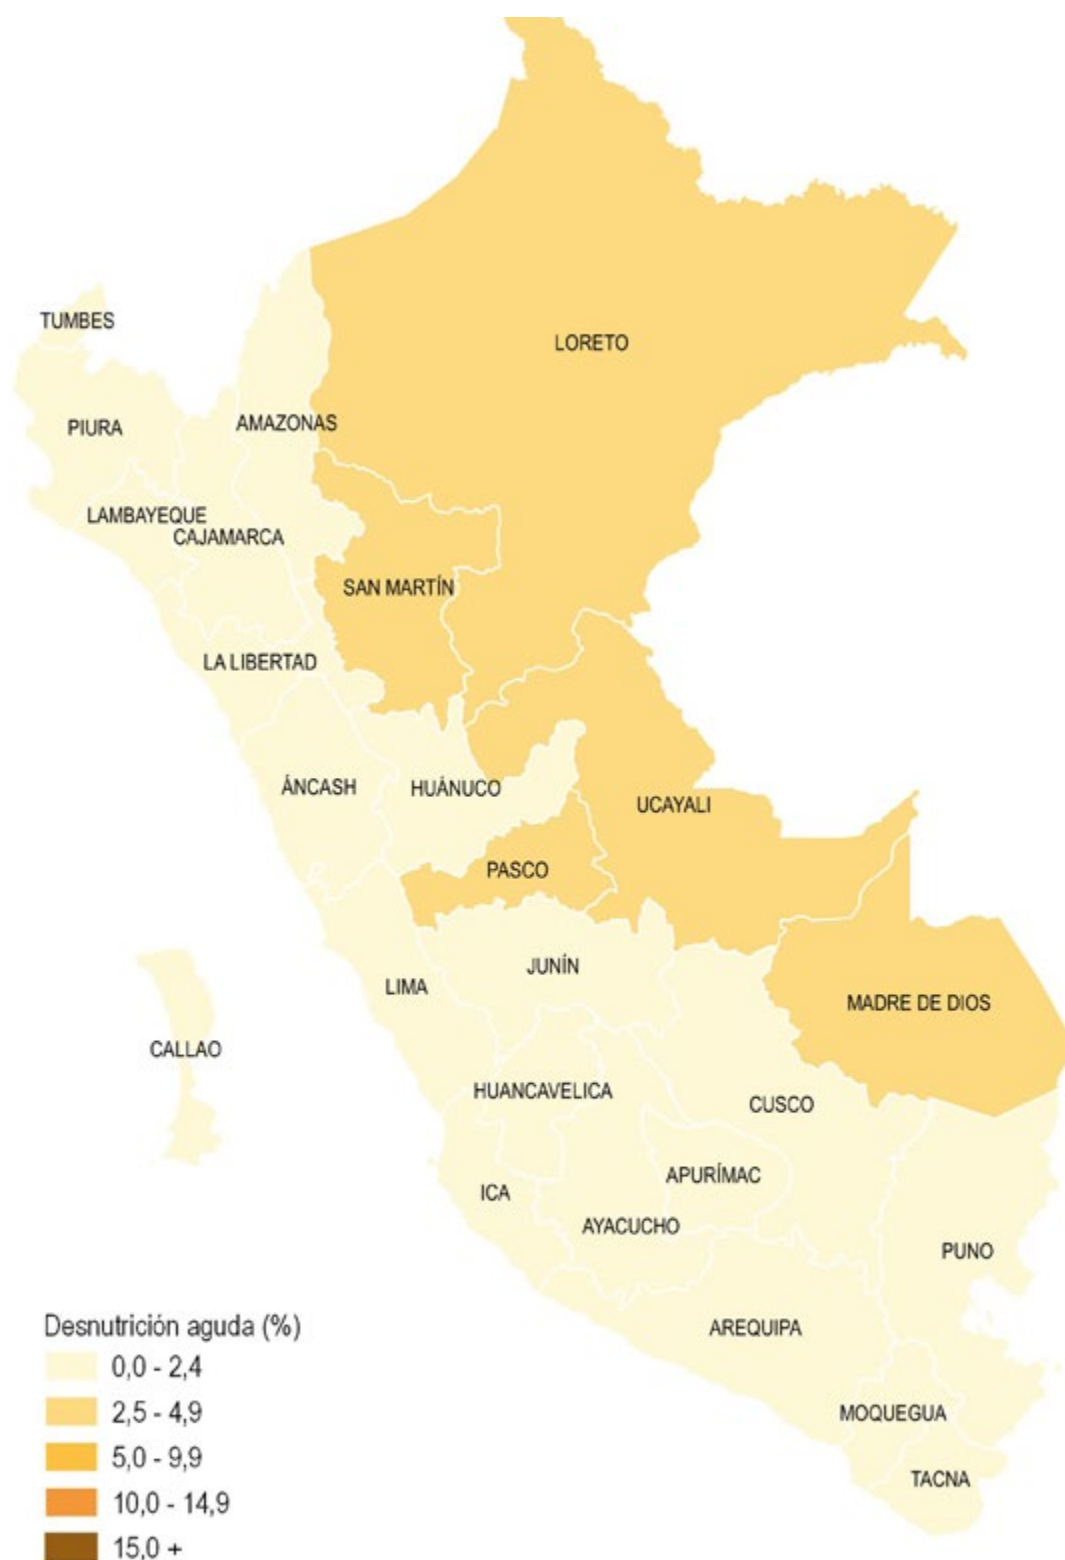 TUMBES
LORETO
PIURA
AMAZONAS
LAMBAYEQUE
CAJAMARCA
SAN MARTÍN
LA LIBERTAD
ÁNCASH
HUÁNUCO
UCAYALI
PASCO
JUNÍN
LIMA
MADRE DE DIOS
CALLAO
HUANCAVELICA
CUSCO
APURÍMAC
ICA
AYACUCHO
PUNO
AREQUIPA
MOQUEGUA
TACNA
Desnutrición aguda (%)
0,0 - 2,4
2,5 - 4,9
5,0 - 9,9
10,0 - 14,9
15,0 +